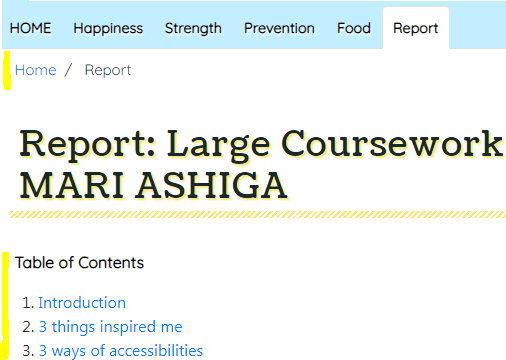 HOME Happiness Strength Prevention Food Report
Home / Report
Report: Large Coursework
MARI ASHIGA
Table of Contents
1. Introduction
2. 3 things inspired me
3. 3 ways of accessibilities